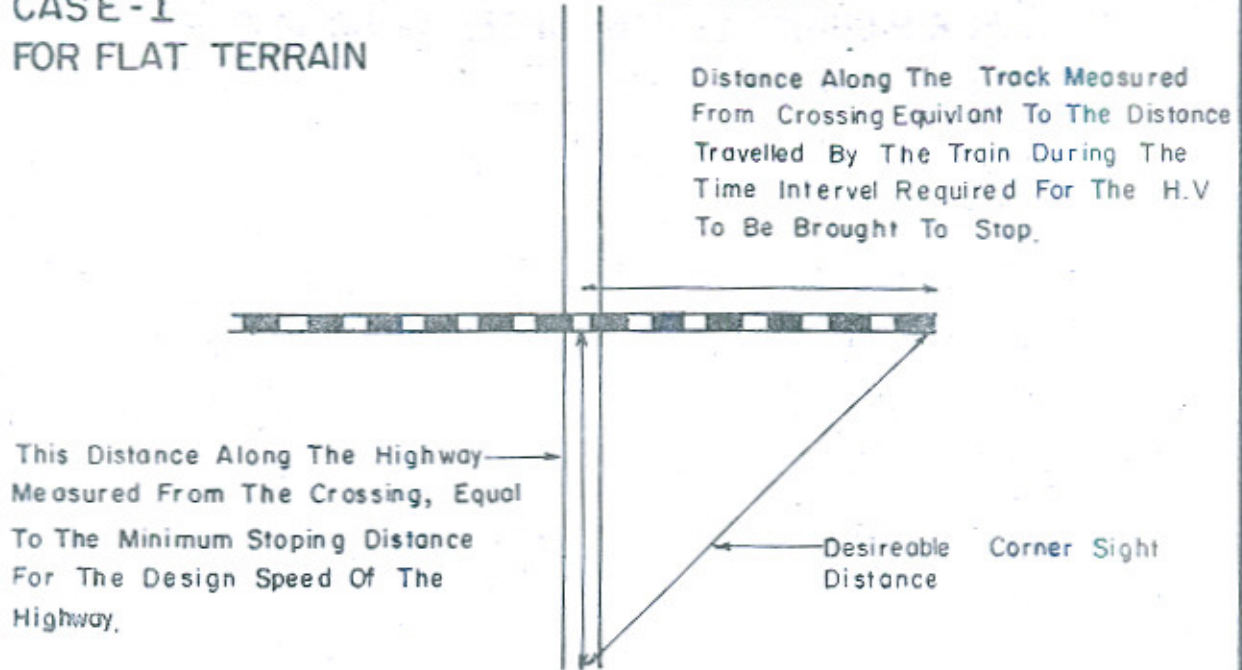 CASE-1
FOR FLAT TERRAIN
Distance Along The Track Measured
From Crossing Equivlant To The Distance
Travelled By The Train During The
Time Intervel Required For The H.V
To Be Brought To Stop.
This Distance Along The Highway
Measured From The Crossing, Equal
To The Minimum Stoping Distance
For The Design Speed Of The
Highway.
Desireable Corner Sight
Distance